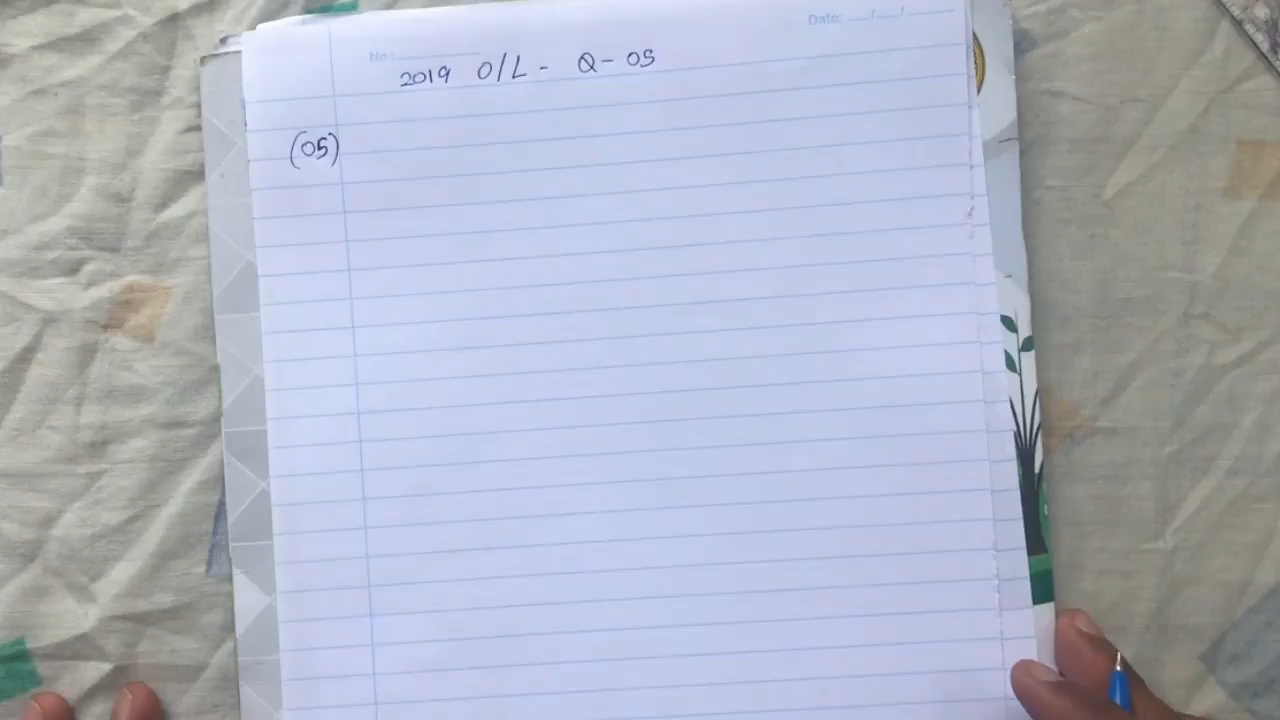 No: Date: __/__/__
2019 O/L - Q - 05
(05)